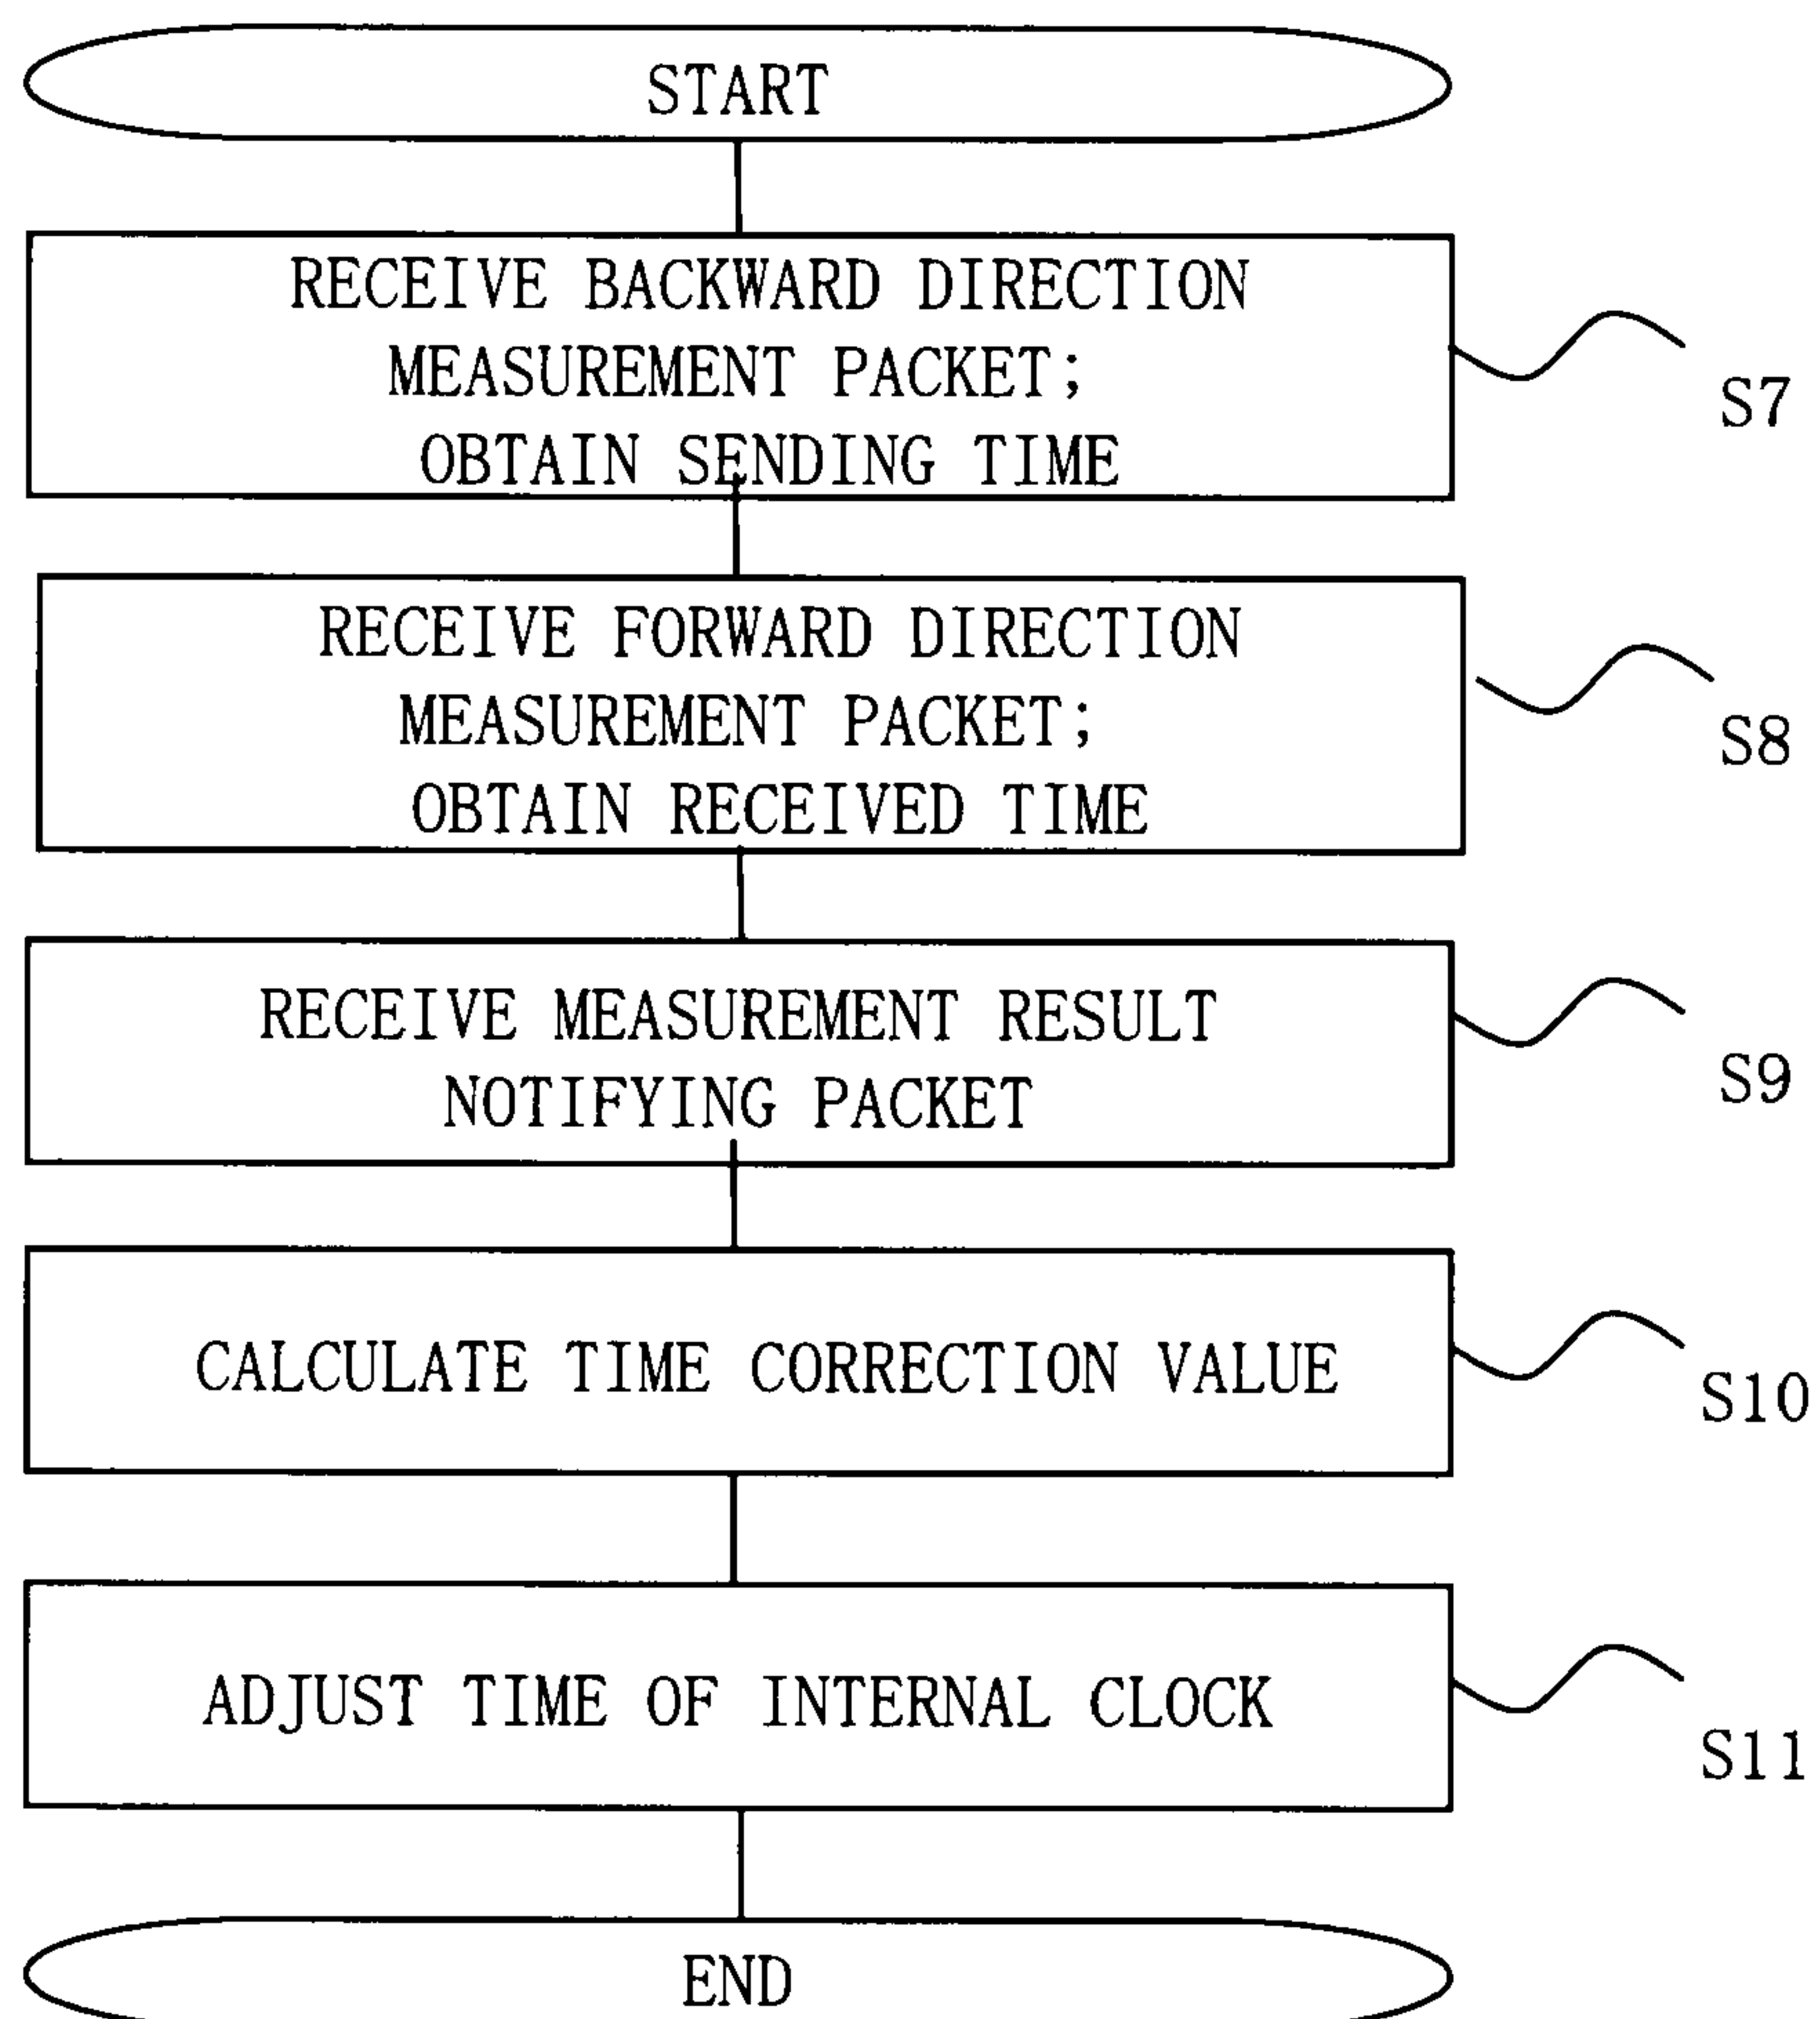 START
RECEIVE BACKWARD DIRECTION
MEASUREMENT PACKET;
OBTAIN SENDING TIME
S7
RECEIVE FORWARD DIRECTION
MEASUREMENT PACKET;
OBTAIN RECEIVED TIME
S8
RECEIVE MEASUREMENT RESULT
NOTIFYING PACKET
S9
CALCULATE TIME CORRECTION VALUE
S10
ADJUST TIME OF INTERNAL CLOCK
S11
END